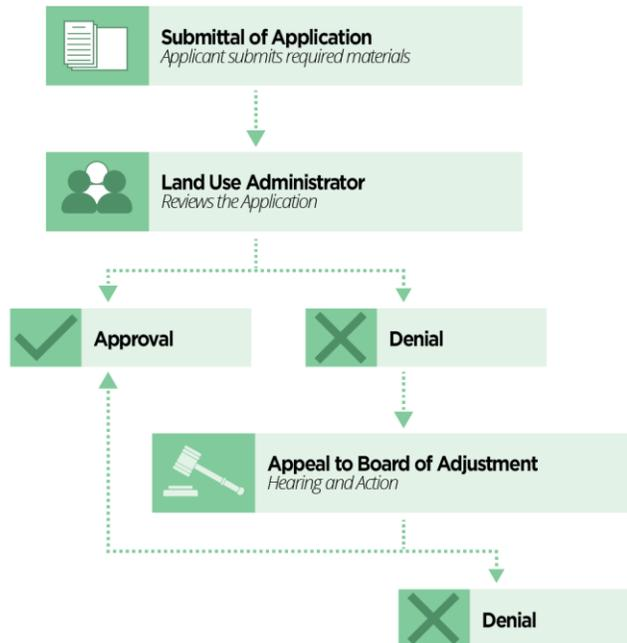 Submittal of Application
Applicant submits required materials
Land Use Administrator
Reviews the Application
Approval
Denial
Appeal to Board of Adjustment
Hearing and Action
Denial